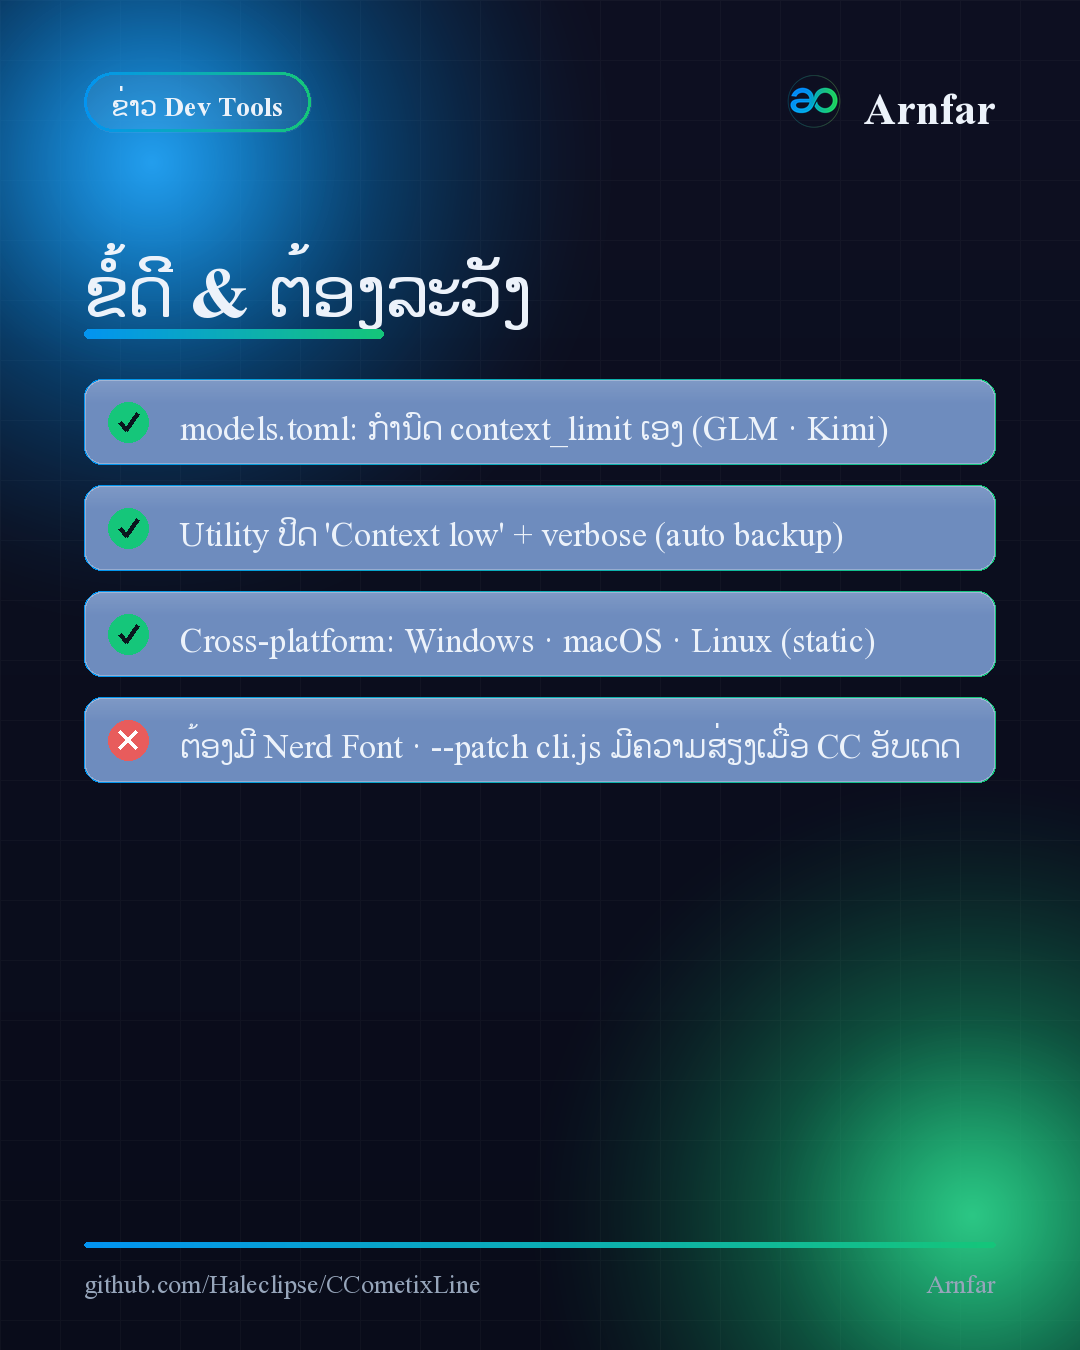 ຂ່າວ Dev Tools
Arnfar
ຂໍ້ດີ & ຕ້ອງລະວັງ
models.toml: ກຳນົດ context_limit ເອງ (GLM · Kimi)
Utility ປິດ 'Context low' + verbose (auto backup)
Cross-platform: Windows · macOS · Linux (static)
ຕ້ອງມີ Nerd Font · --patch cli.js ມີຄວາມສ່ຽງເມື່ອ CC ອັບເດດ
github.com/Haleclipse/CCometixLine
Arnfar